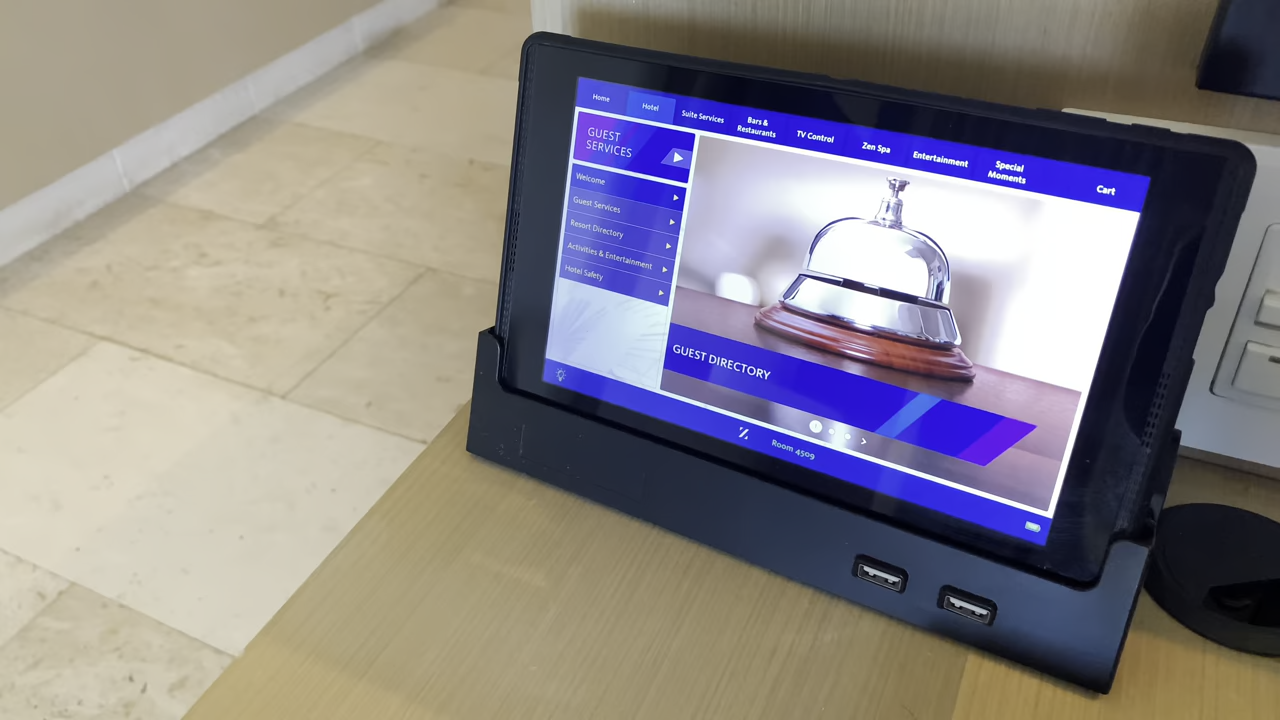 Home
Hotel
Suite Services
Bars &
Restaurants
TV Control
Zen Spa
Entertainment
Special
Moments
Cart
GUEST
SERVICES
Welcome
Guest Services
Resort Directory
Activities & Entertainment
Hotel Safety
GUEST DIRECTORY
Room 4509